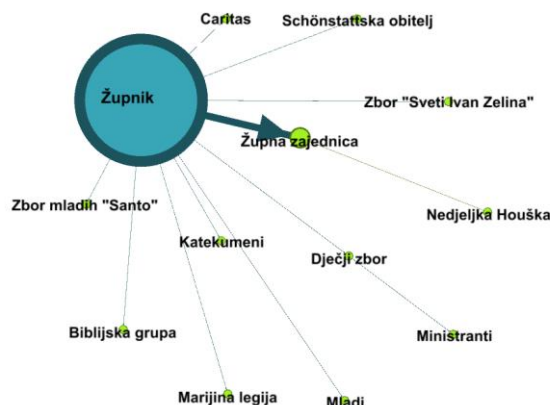 Caritas
Schönstattska obitelj
Župnik
Zbor "Sveti Ivan Zelina"
Župna zajednica
Zbor mladih "Santo"
Nedjeljka Houška
Katekumeni
Dječji zbor
Biblijska grupa
Ministranti
Marijina legija
Mladi